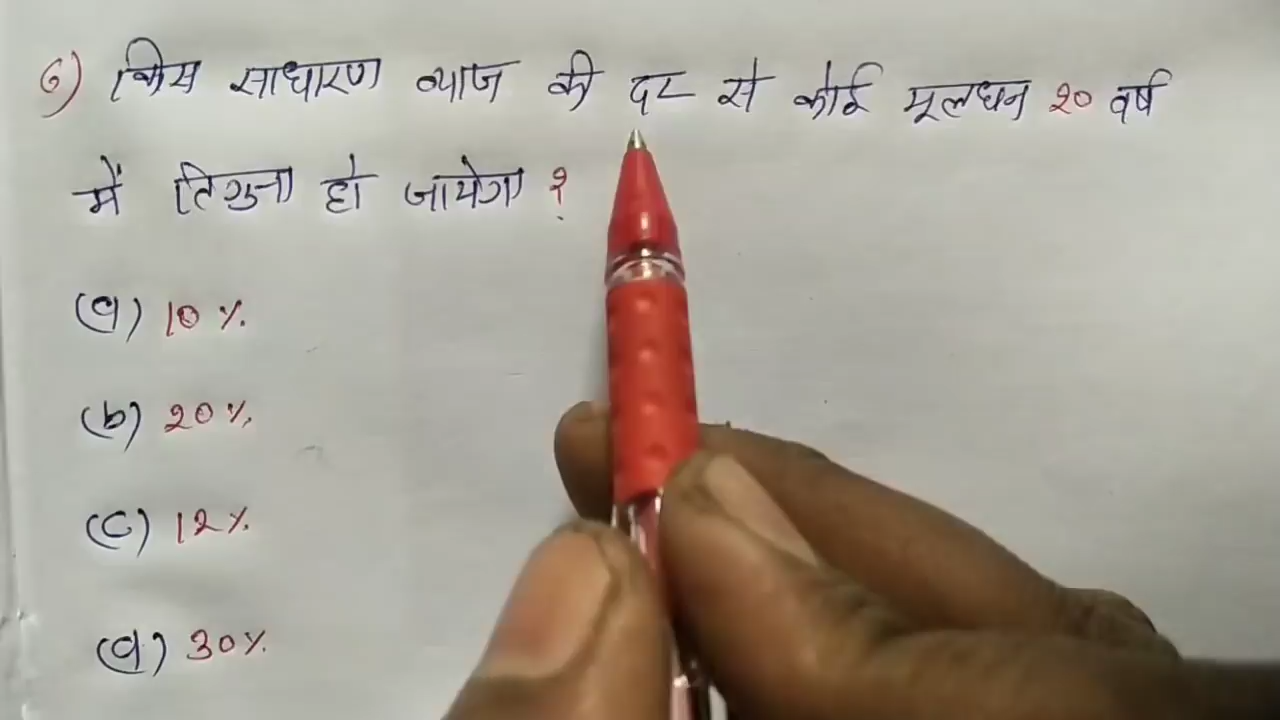 6) किस साधारण ब्याज की दर से कोई मूलधन 20 वर्ष
में तिगुना हो जायेगा ?
(a) 10%
(b) 20%
(c) 12%
(d) 30%